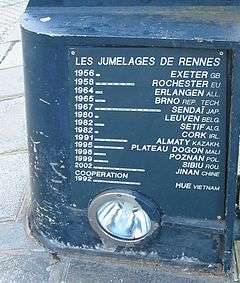 LES JUMELAGES DE RENNES
1956 EXETER GB
1958 ROCHESTER EU
1964 ERLANGEN ALL.
1965 BRNO REP. TECH.
1967 SENDAÏ JAP.
1980 LEUVEN BELG.
1982 SETIF ALG.
1982 CORK IRL.
1991 ALMATY KAZAKH.
1995 PLATEAU DOGON MALI
1998 POZNAN POL.
1999 SIBIU ROU.
2002 JINAN CHINE
COOPERATION
1992 HUE VIETNAM